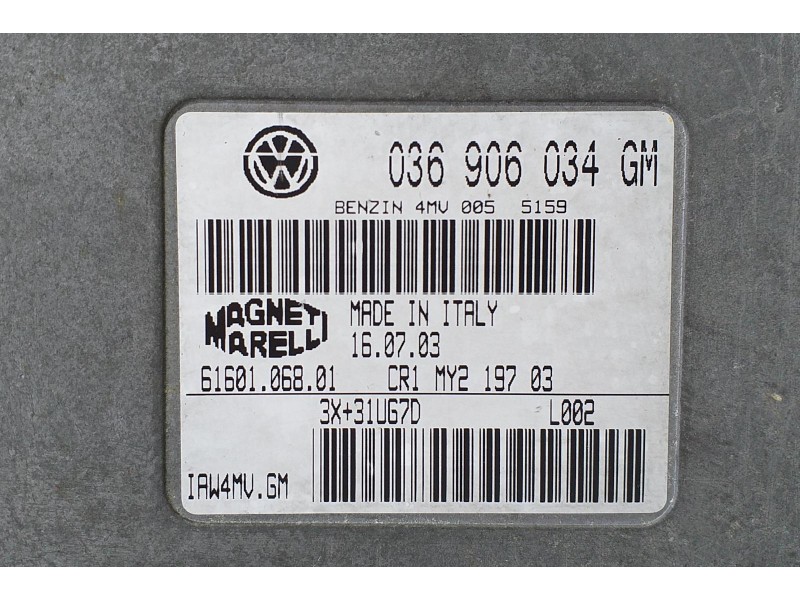 036 906 034 GM
BENZIN 4MV 005 5159
MAGNETI
MARELLI
MADE IN ITALY
16.07.03
61601.068.01 CR1 MY2 197 03
3X+31UG7D L002
IAW4MV.GM